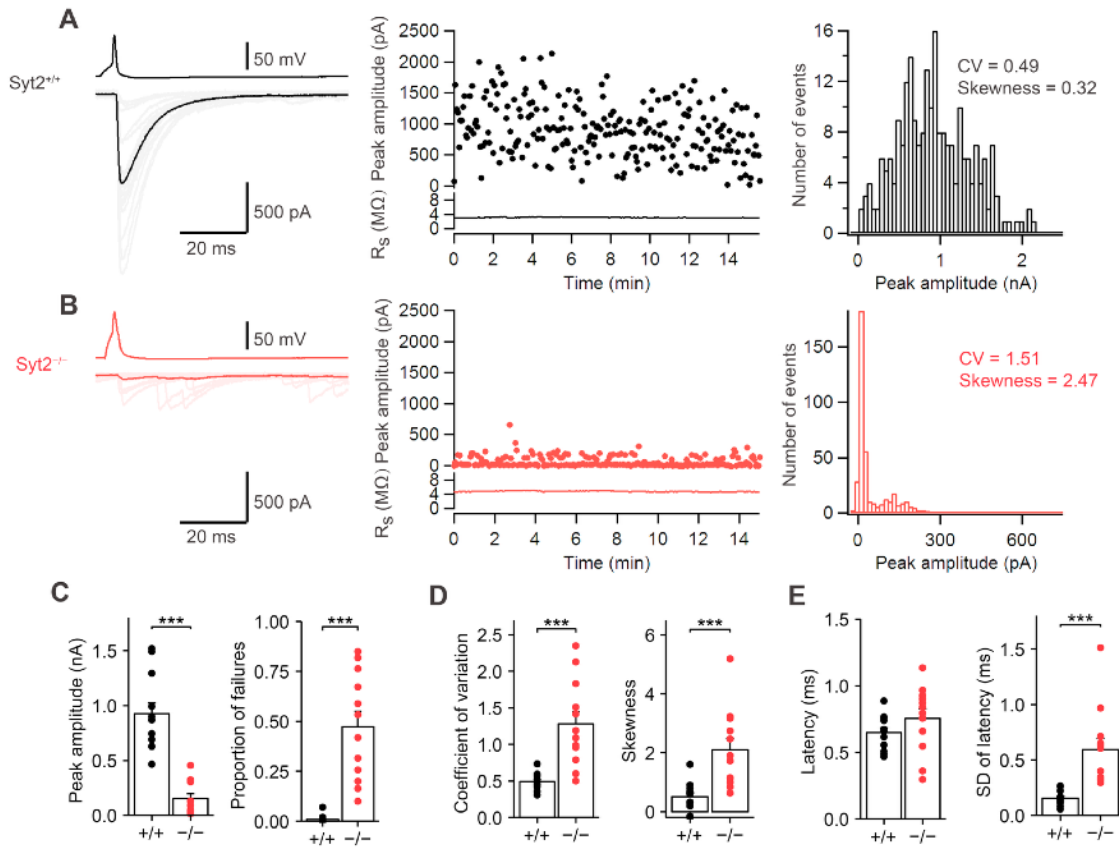 A
Syt2+/+
50 mV
500 pA
20 ms
Peak amplitude (pA)
2500
2000
1500
1000
500
0
RS (MΩ)
8
4
0
0 2 4 6 8 10 12 14
Time (min)
Number of events
16
12
8
4
0
CV = 0.49
Skewness = 0.32
0 1 2
Peak amplitude (nA)
B
Syt2−/−
50 mV
500 pA
20 ms
Peak amplitude (pA)
2500
2000
1500
1000
500
0
RS (MΩ)
8
4
0
0 2 4 6 8 10 12 14
Time (min)
Number of events
150
100
50
0
CV = 1.51
Skewness = 2.47
0 300 600
Peak amplitude (pA)
C
Peak amplitude (nA)
1.5
1.0
0.5
0.0
***
+/+ −/−
Proportion of failures
1.00
0.75
0.50
0.25
0.00
***
+/+ −/−
D
Coefficient of variation
2.5
2.0
1.5
1.0
0.5
0.0
***
+/+ −/−
Skewness
6
4
2
0
***
+/+ −/−
E
Latency (ms)
1.5
1.0
0.5
0.0
+/+ −/−
SD of latency (ms)
1.5
1.0
0.5
0.0
***
+/+ −/−